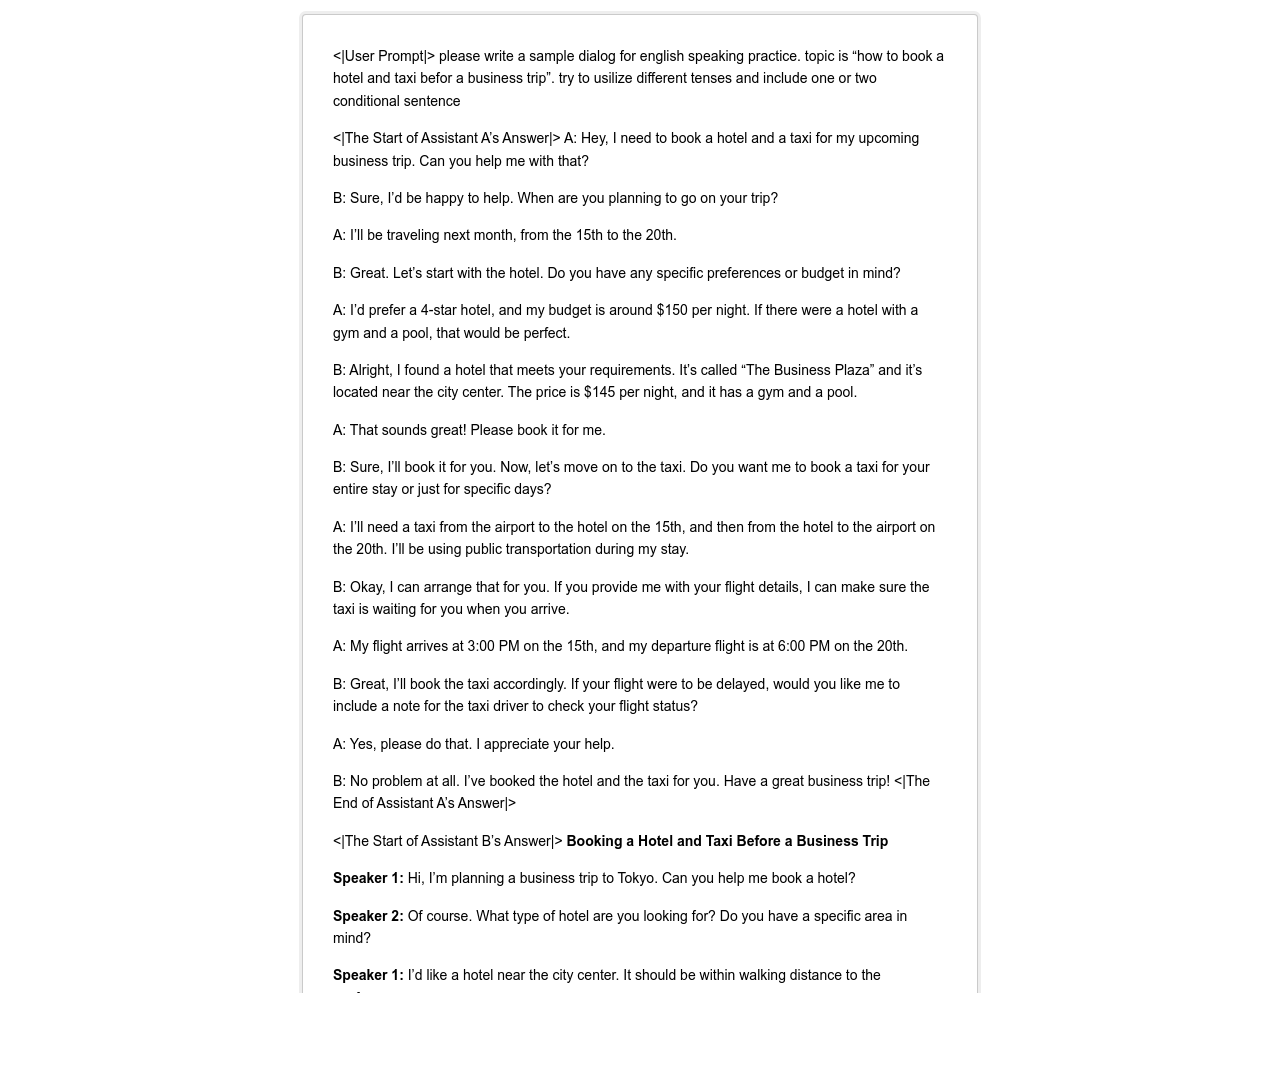 <|User Prompt|> please write a sample dialog for english speaking practice. topic is “how to book a
hotel and taxi befor a business trip”. try to usilize different tenses and include one or two
conditional sentence
<|The Start of Assistant A’s Answer|> A: Hey, I need to book a hotel and a taxi for my upcoming
business trip. Can you help me with that?
B: Sure, I’d be happy to help. When are you planning to go on your trip?
A: I’ll be traveling next month, from the 15th to the 20th.
B: Great. Let’s start with the hotel. Do you have any specific preferences or budget in mind?
A: I’d prefer a 4-star hotel, and my budget is around $150 per night. If there were a hotel with a
gym and a pool, that would be perfect.
B: Alright, I found a hotel that meets your requirements. It’s called “The Business Plaza” and it’s
located near the city center. The price is $145 per night, and it has a gym and a pool.
A: That sounds great! Please book it for me.
B: Sure, I’ll book it for you. Now, let’s move on to the taxi. Do you want me to book a taxi for your
entire stay or just for specific days?
A: I’ll need a taxi from the airport to the hotel on the 15th, and then from the hotel to the airport on
the 20th. I’ll be using public transportation during my stay.
B: Okay, I can arrange that for you. If you provide me with your flight details, I can make sure the
taxi is waiting for you when you arrive.
A: My flight arrives at 3:00 PM on the 15th, and my departure flight is at 6:00 PM on the 20th.
B: Great, I’ll book the taxi accordingly. If your flight were to be delayed, would you like me to
include a note for the taxi driver to check your flight status?
A: Yes, please do that. I appreciate your help.
B: No problem at all. I’ve booked the hotel and the taxi for you. Have a great business trip! <|The
End of Assistant A’s Answer|>
<|The Start of Assistant B’s Answer|> Booking a Hotel and Taxi Before a Business Trip
Speaker 1: Hi, I’m planning a business trip to Tokyo. Can you help me book a hotel?
Speaker 2: Of course. What type of hotel are you looking for? Do you have a specific area in
mind?
Speaker 1: I’d like a hotel near the city center. It should be within walking distance to the